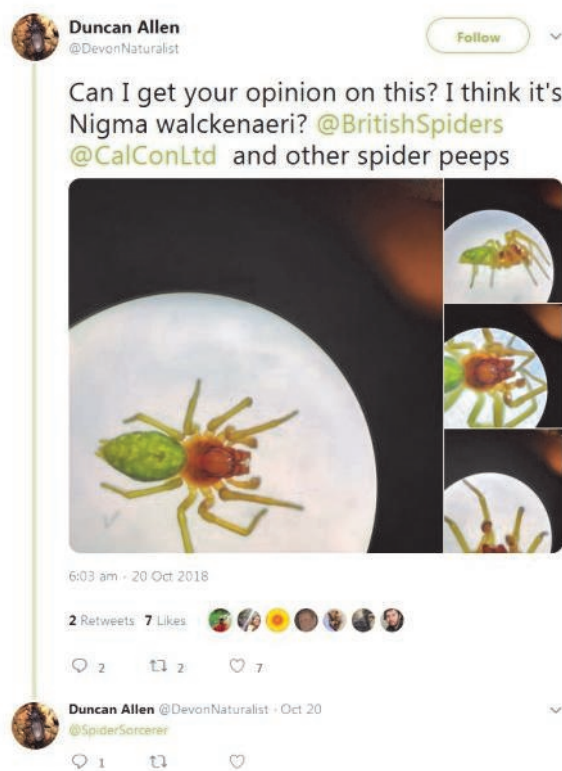 Duncan Allen
@DevonNaturalist
Follow
Can I get your opinion on this? I think it's
Nigma walckenaeri? @BritishSpiders
@CalConLtd and other spider peeps
6:03 am - 20 Oct 2018
2 Retweets 7 Likes
2 2 7
Duncan Allen @DevonNaturalist · Oct 20
@SpiderSorcerer
1